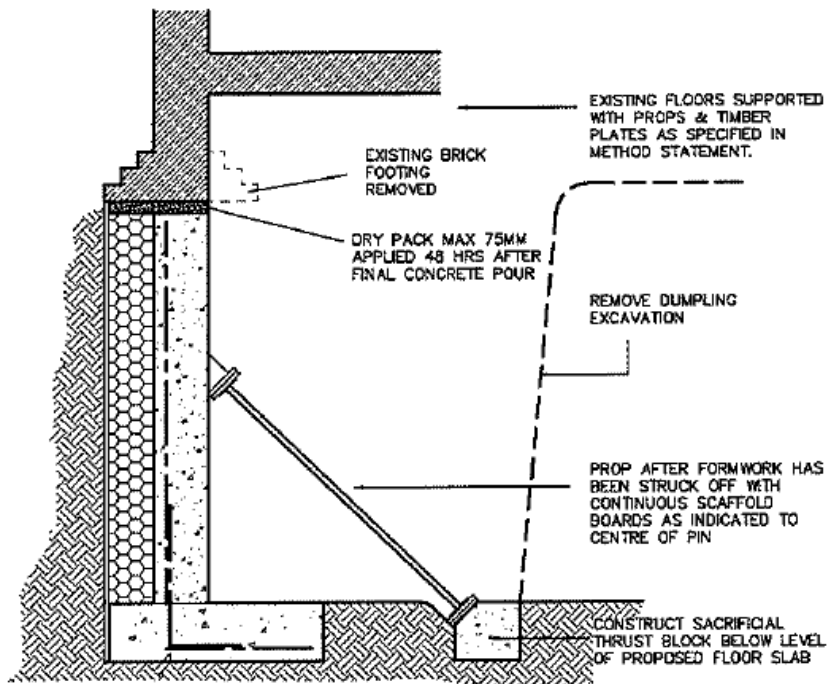 EXISTING FLOORS SUPPORTED
WITH PROPS & TIMBER
PLATES AS SPECIFIED IN
METHOD STATEMENT.
EXISTING BRICK
FOOTING
REMOVED
DRY PACK MAX 75MM
APPLIED 48 HRS AFTER
FINAL CONCRETE POUR
REMOVE DUMPLING
EXCAVATION
PROP AFTER FORMWORK HAS
BEEN STRUCK OFF WITH
CONTINUOUS SCAFFOLD
BOARDS AS INDICATED TO
CENTRE OF PIN
CONSTRUCT SACRIFICIAL
THRUST BLOCK BELOW LEVEL
OF PROPOSED FLOOR SLAB